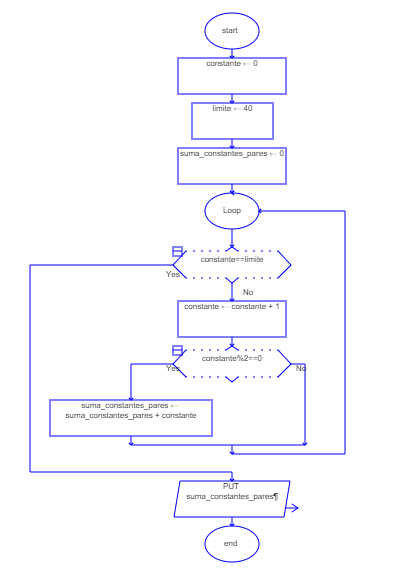 start
constante ← 0
limite ← 40
suma_constantes_pares ← 0
Loop
constante==limite
Yes
No
constante ← constante + 1
constante%2==0
Yes
No
suma_constantes_pares ←
suma_constantes_pares + constante
PUT
suma_constantes_pares¶
end